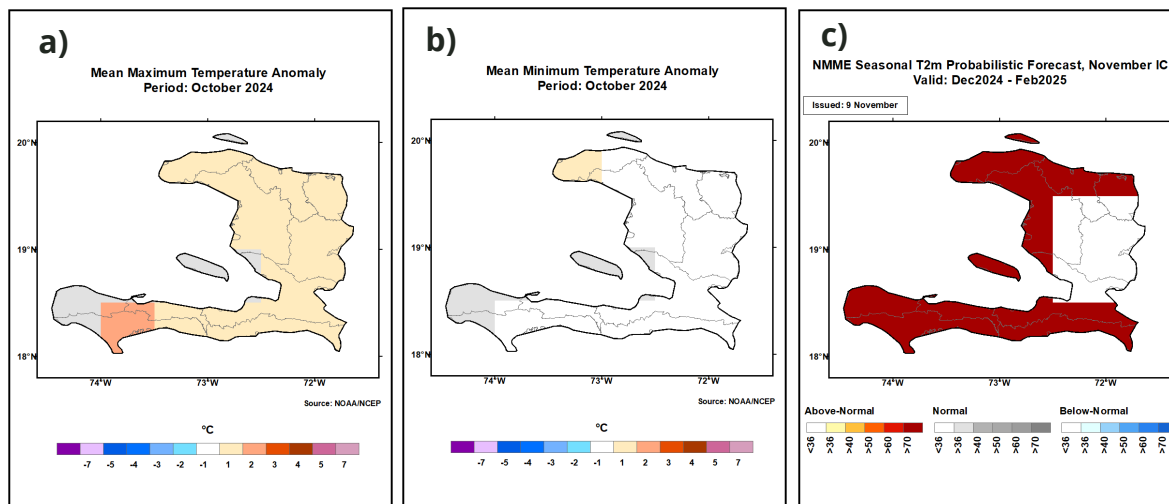 a)
Mean Maximum Temperature Anomaly
Period: October 2024
20°N
19°N
18°N
74°W 73°W 72°W
Source: NOAA/NCEP
°C
-7 -5 -4 -3 -2 -1 1 2 3 4 5 7
b)
Mean Minimum Temperature Anomaly
Period: October 2024
20°N
19°N
18°N
74°W 73°W 72°W
Source: NOAA/NCEP
°C
-7 -5 -4 -3 -2 -1 1 2 3 4 5 7
c)
NMME Seasonal T2m Probabilistic Forecast, November IC
Valid: Dec2024 - Feb2025
Issued: 9 November
20°N
19°N
18°N
74°W 73°W 72°W
Above-Normal Normal Below-Normal
<36 >36 >40 >50 >60 >70 <36 >36 >40 >50 >60 >70 <36 >36 >40 >50 >60 >70